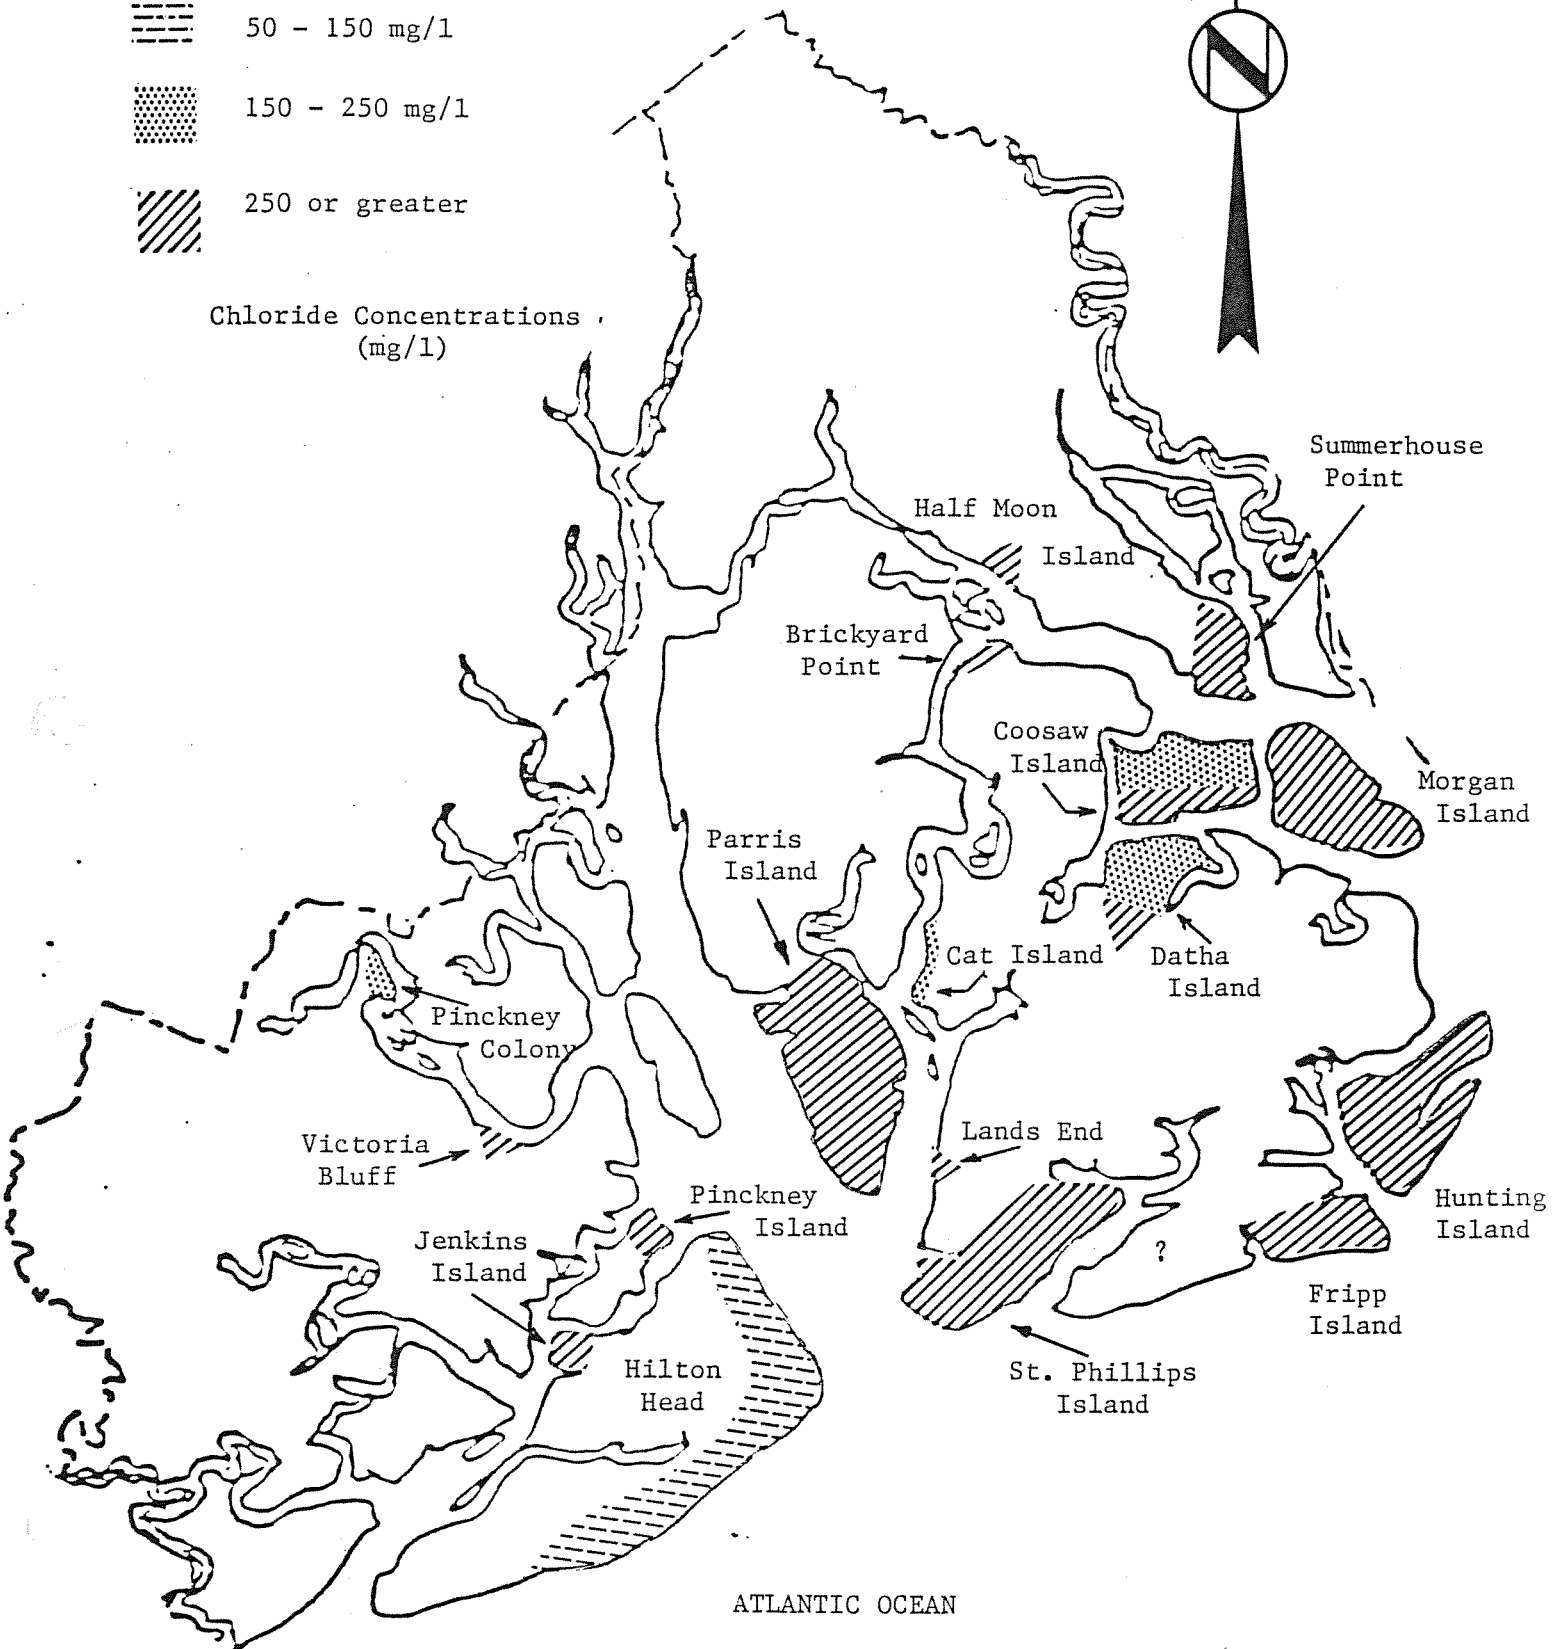 50 - 150 mg/l
N
150 - 250 mg/l
250 or greater
Chloride Concentrations
(mg/l)
Summerhouse
Point
Half Moon
Island
Brickyard
Point
Coosaw
Island
Morgan
Island
Parris
Island
Cat Island
Datha
Island
Pinckney
Colony
Victoria
Bluff
Lands End
Pinckney
Island
Hunting
Island
Jenkins
Island
?
Fripp
Island
Hilton
Head
St. Phillips
Island
ATLANTIC OCEAN